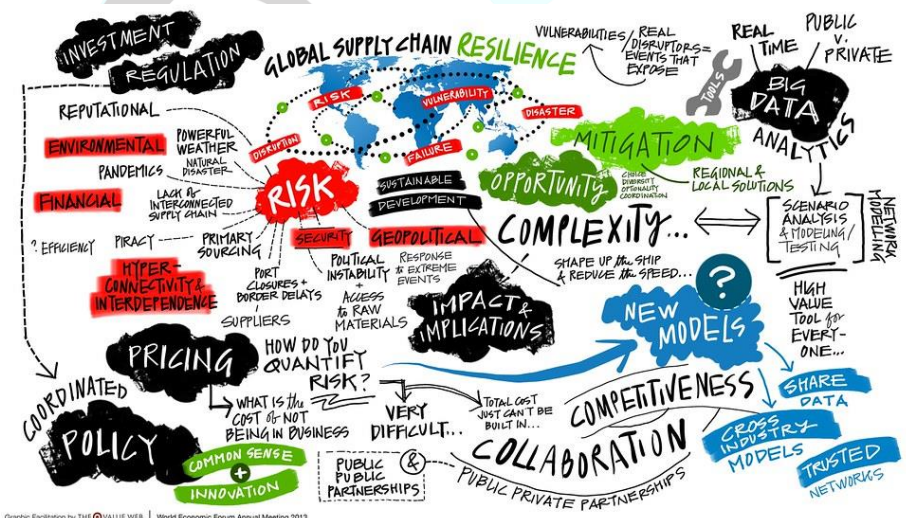 INVESTMENT
REGULATION
GLOBAL SUPPLY CHAIN RESILIENCE
RISK
VULNERABILITY
DISASTER
DISRUPTION
FAILURE
VULNERABILITIES / REAL
DISRUPTORS =
EVENTS THAT
EXPOSE
TOOLS
REAL
TIME
PUBLIC
V.
PRIVATE
BIG
DATA
ANALYTICS
REPUTATIONAL
ENVIRONMENTAL
POWERFUL
WEATHER
NATURAL
DISASTER
PANDEMICS
FINANCIAL
LACK of
INTERCONNECTED
SUPPLY CHAIN
RISK
? EFFICIENCY
PIRACY
PRIMARY
SOURCING
SECURITY
GEOPOLITICAL
HYPER-
CONNECTIVITY &
INTERDEPENDENCE
PORT
CLOSURES +
BORDER DELAYS
SUPPLIERS
POLITICAL
INSTABILITY
+
ACCESS
to RAW
MATERIALS
RESPONSE
to EXTREME
EVENTS
SUSTAINABLE
DEVELOPMENT
MITIGATION
OPPORTUNITY
CHOICE
DIVERSITY
OPTIONALITY
COORDINATION
REGIONAL &
LOCAL SOLUTIONS
COMPLEXITY...
SCENARIO
ANALYSIS
& MODELING /
TESTING
NETWORK
MODELLING
HIGH
VALUE
TOOL for
EVERY-
ONE...
SHAPE UP the SHIP
& REDUCE the SPEED...
IMPACT &
IMPLICATIONS
?
NEW
MODELS
PRICING
HOW DO YOU
QUANTIFY
RISK?
WHAT IS the
COST of NOT
BEING IN BUSINESS
VERY
DIFFICULT...
TOTAL COST
JUST CAN'T BE
BUILT IN...
COMPETITIVENESS
COLLABORATION
PUBLIC PRIVATE PARTNERSHIPS
&
PUBLIC
PUBLIC
PARTNERSHIPS
SHARE
DATA
CROSS
INDUSTRY
MODELS
TRUSTED
NETWORKS
COORDINATED
POLICY
COMMON SENSE
+
INNOVATION
Graphic Facilitation by THE VALUE WEB | World Economic Forum Annual Meeting 2013